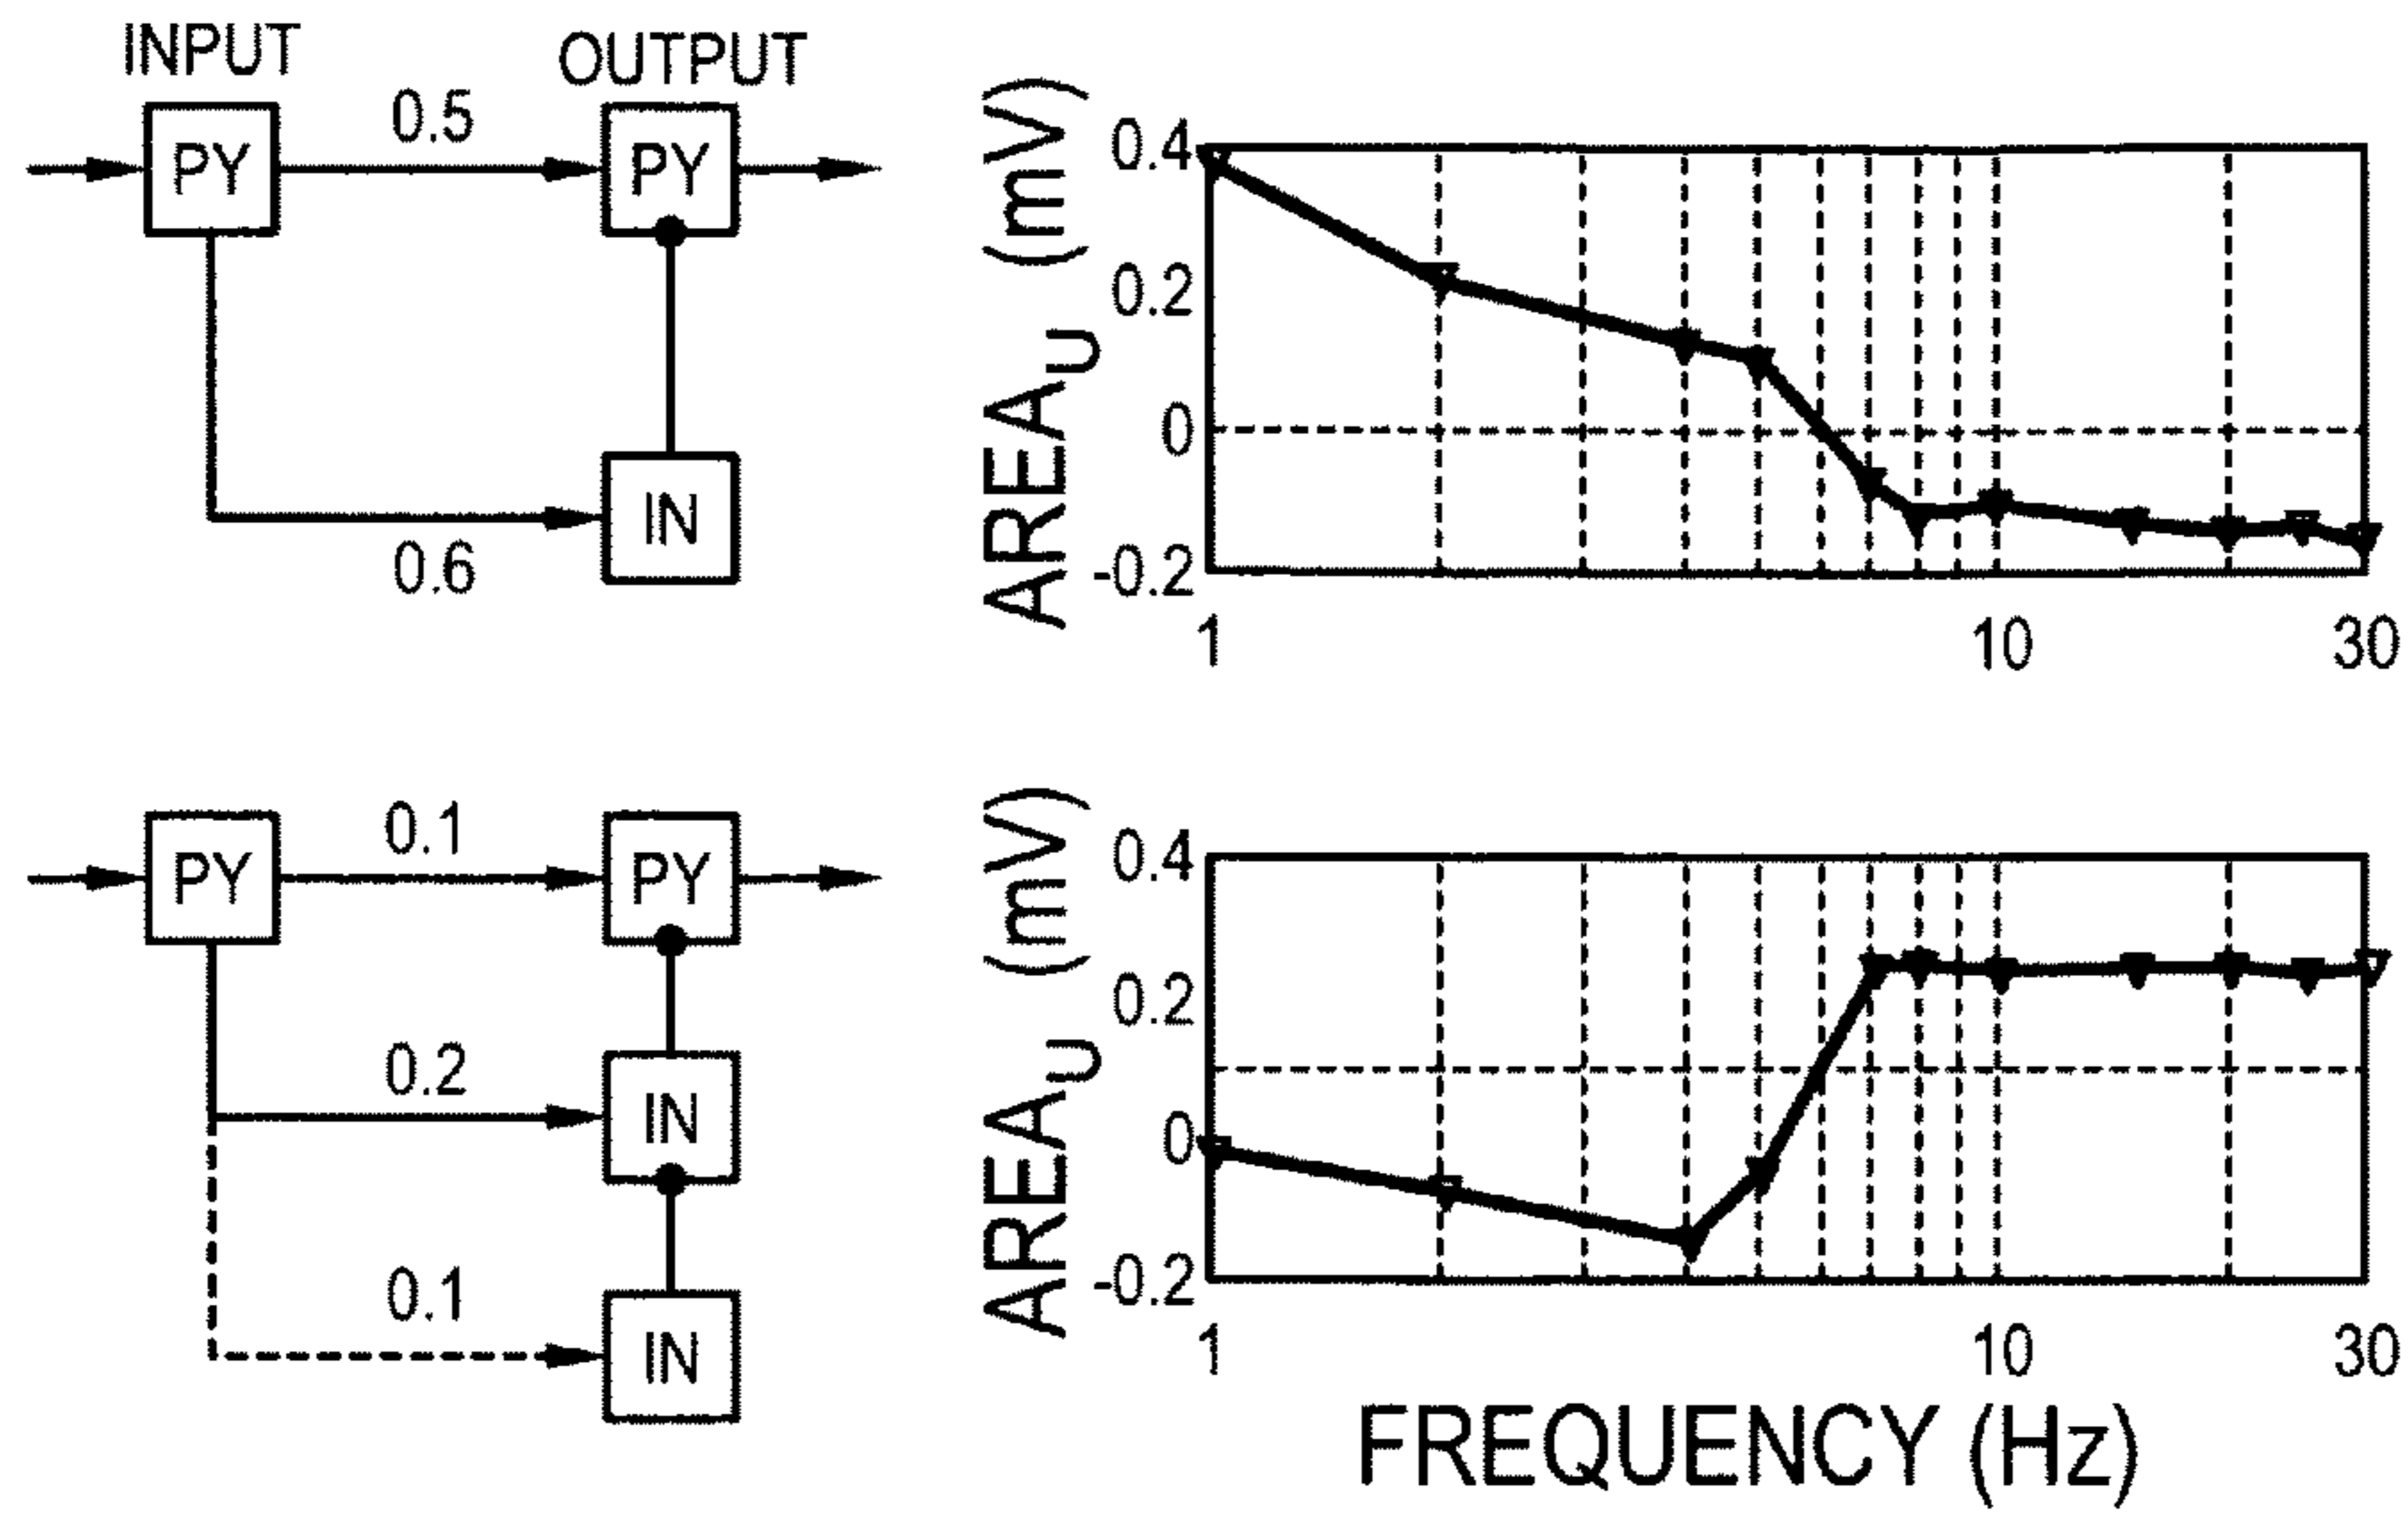 INPUT
OUTPUT
PY
0.5
PY
0.6
IN
AREAU (mV)
0.4
0.2
0
-0.2
1
10
30
PY
0.1
PY
0.2
IN
0.1
IN
AREAU (mV)
0.4
0.2
0
-0.2
1
10
30
FREQUENCY (Hz)